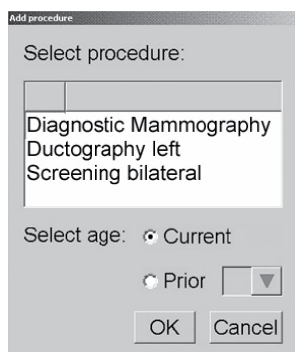 Add procedure
Select procedure:
Diagnostic Mammography
Ductography left
Screening bilateral
Select age:
Current
Prior
OK
Cancel